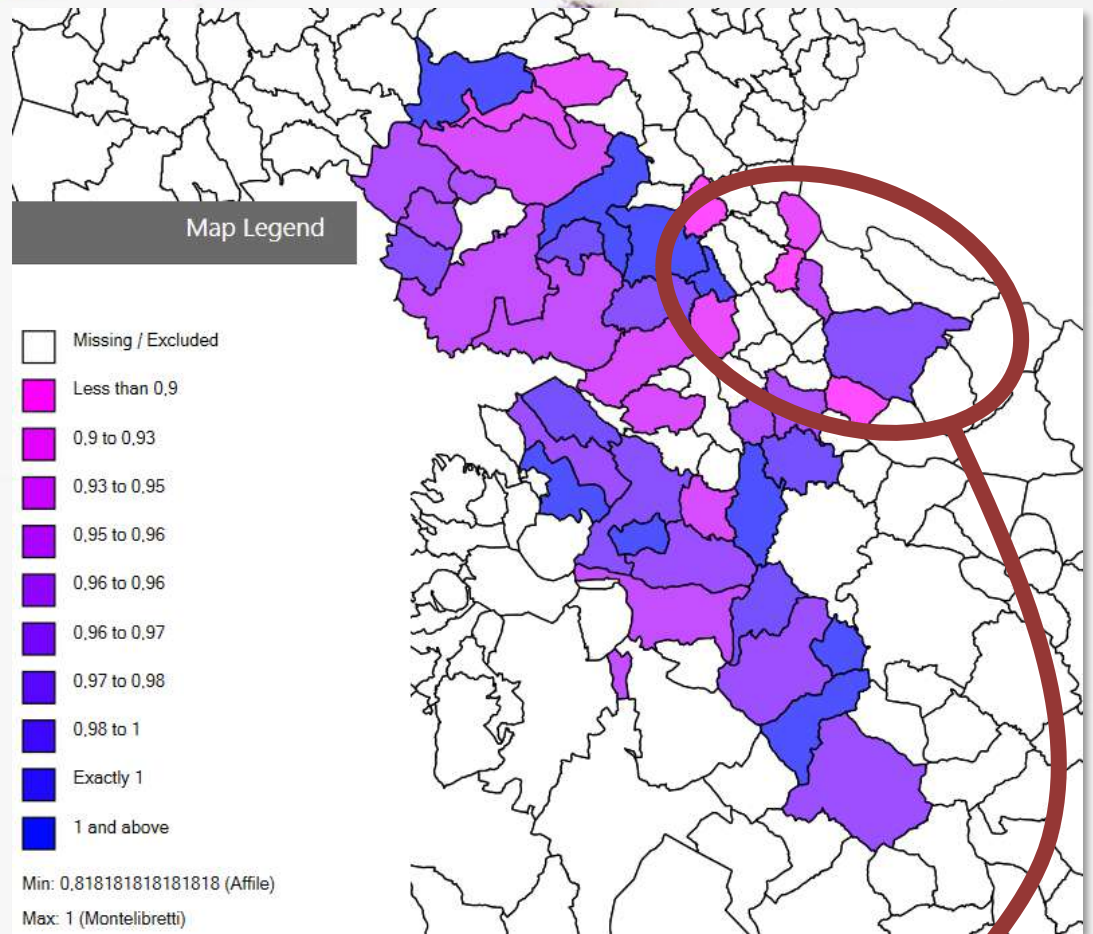 Map Legend
Missing / Excluded
Less than 0,9
0,9 to 0,93
0,93 to 0,95
0,95 to 0,96
0,96 to 0,96
0,96 to 0,97
0,97 to 0,98
0,98 to 1
Exactly 1
1 and above
Min: 0,818181818181818 (Affile)
Max: 1 (Montelibretti)